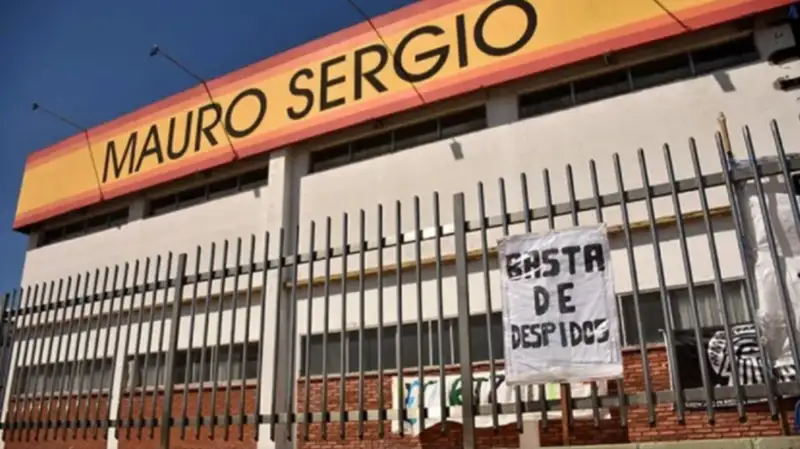 MAURO SERGIO
BASTA
DE
DESPIDOS